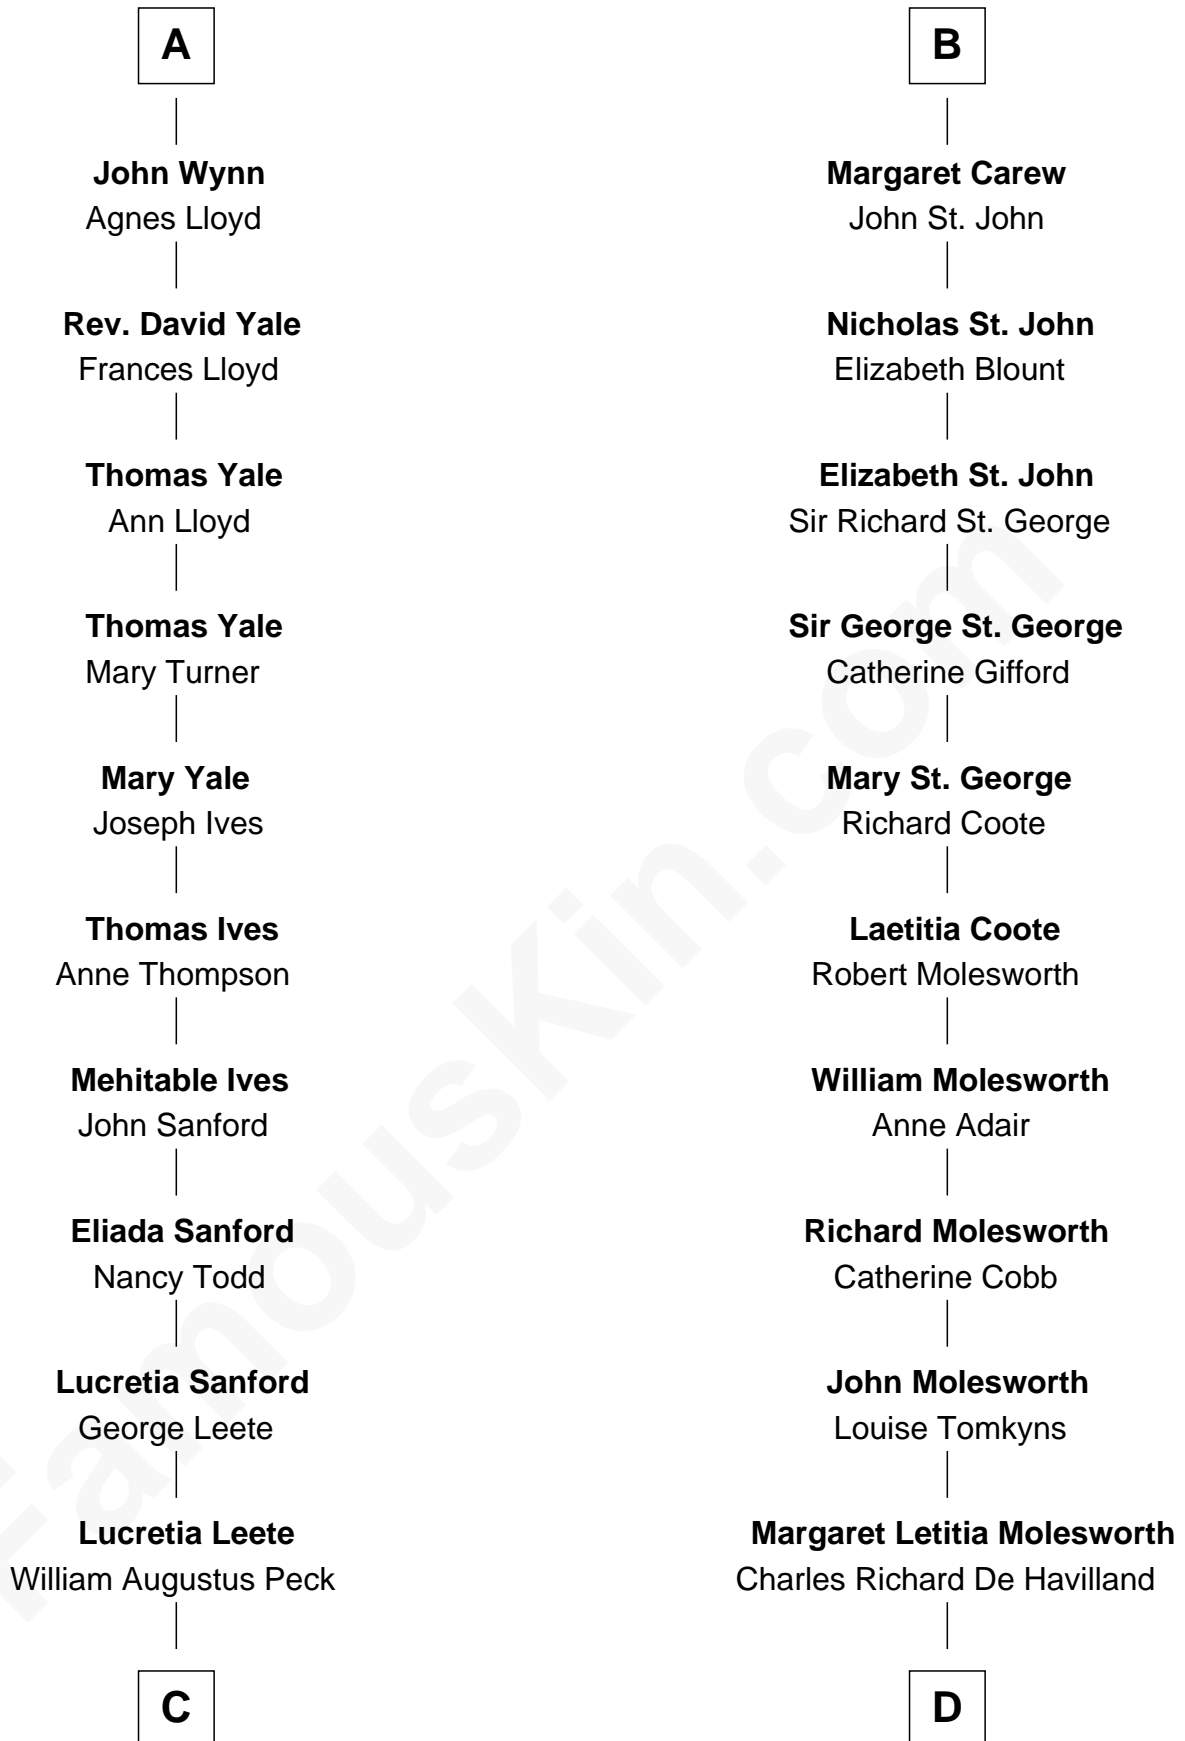 A
John Wynn
Agnes Lloyd
Rev. David Yale
Frances Lloyd
Thomas Yale
Ann Lloyd
Thomas Yale
Mary Turner
Mary Yale
Joseph Ives
Thomas Ives
Anne Thompson
Mehitable Ives
John Sanford
Eliada Sanford
Nancy Todd
Lucretia Sanford
George Leete
Lucretia Leete
William Augustus Peck
C
B
Margaret Carew
John St. John
Nicholas St. John
Elizabeth Blount
Elizabeth St. John
Sir Richard St. George
Sir George St. George
Catherine Gifford
Mary St. George
Richard Coote
Laetitia Coote
Robert Molesworth
William Molesworth
Anne Adair
Richard Molesworth
Catherine Cobb
John Molesworth
Louise Tomkyns
Margaret Letitia Molesworth
Charles Richard De Havilland
D
FamousKin.com